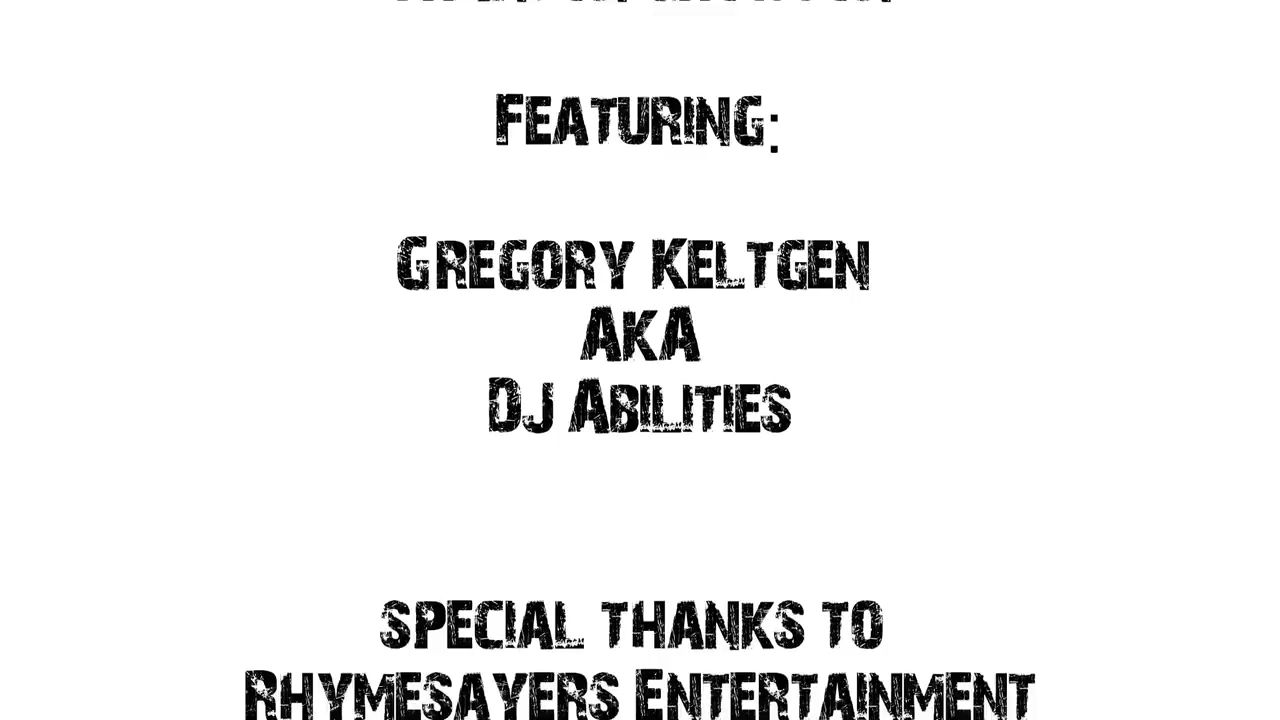 Featuring:
Gregory Keltgen
AKA
Dj Abilities
special thanks to
Rhymesayers Entertainment